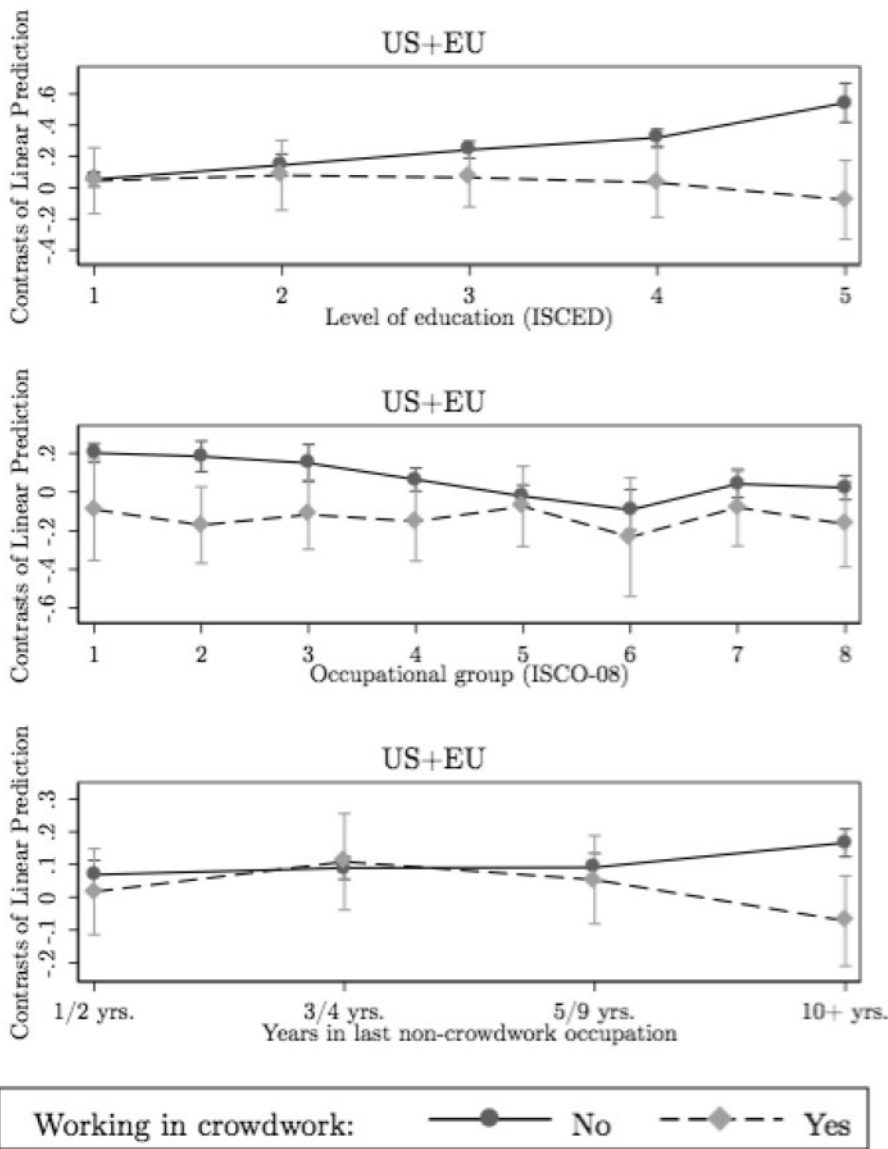 US+EU
Contrasts of Linear Prediction
.6
.4
.2
0
-.2
-.4
1 2 3 4 5
Level of education (ISCED)
US+EU
Contrasts of Linear Prediction
.2
0
-.2
-.4
-.6
1 2 3 4 5 6 7 8
Occupational group (ISCO-08)
US+EU
Contrasts of Linear Prediction
.3
.2
.1
0
-.1
-.2
1/2 yrs. 3/4 yrs. 5/9 yrs. 10+ yrs.
Years in last non-crowdwork occupation
Working in crowdwork: No Yes